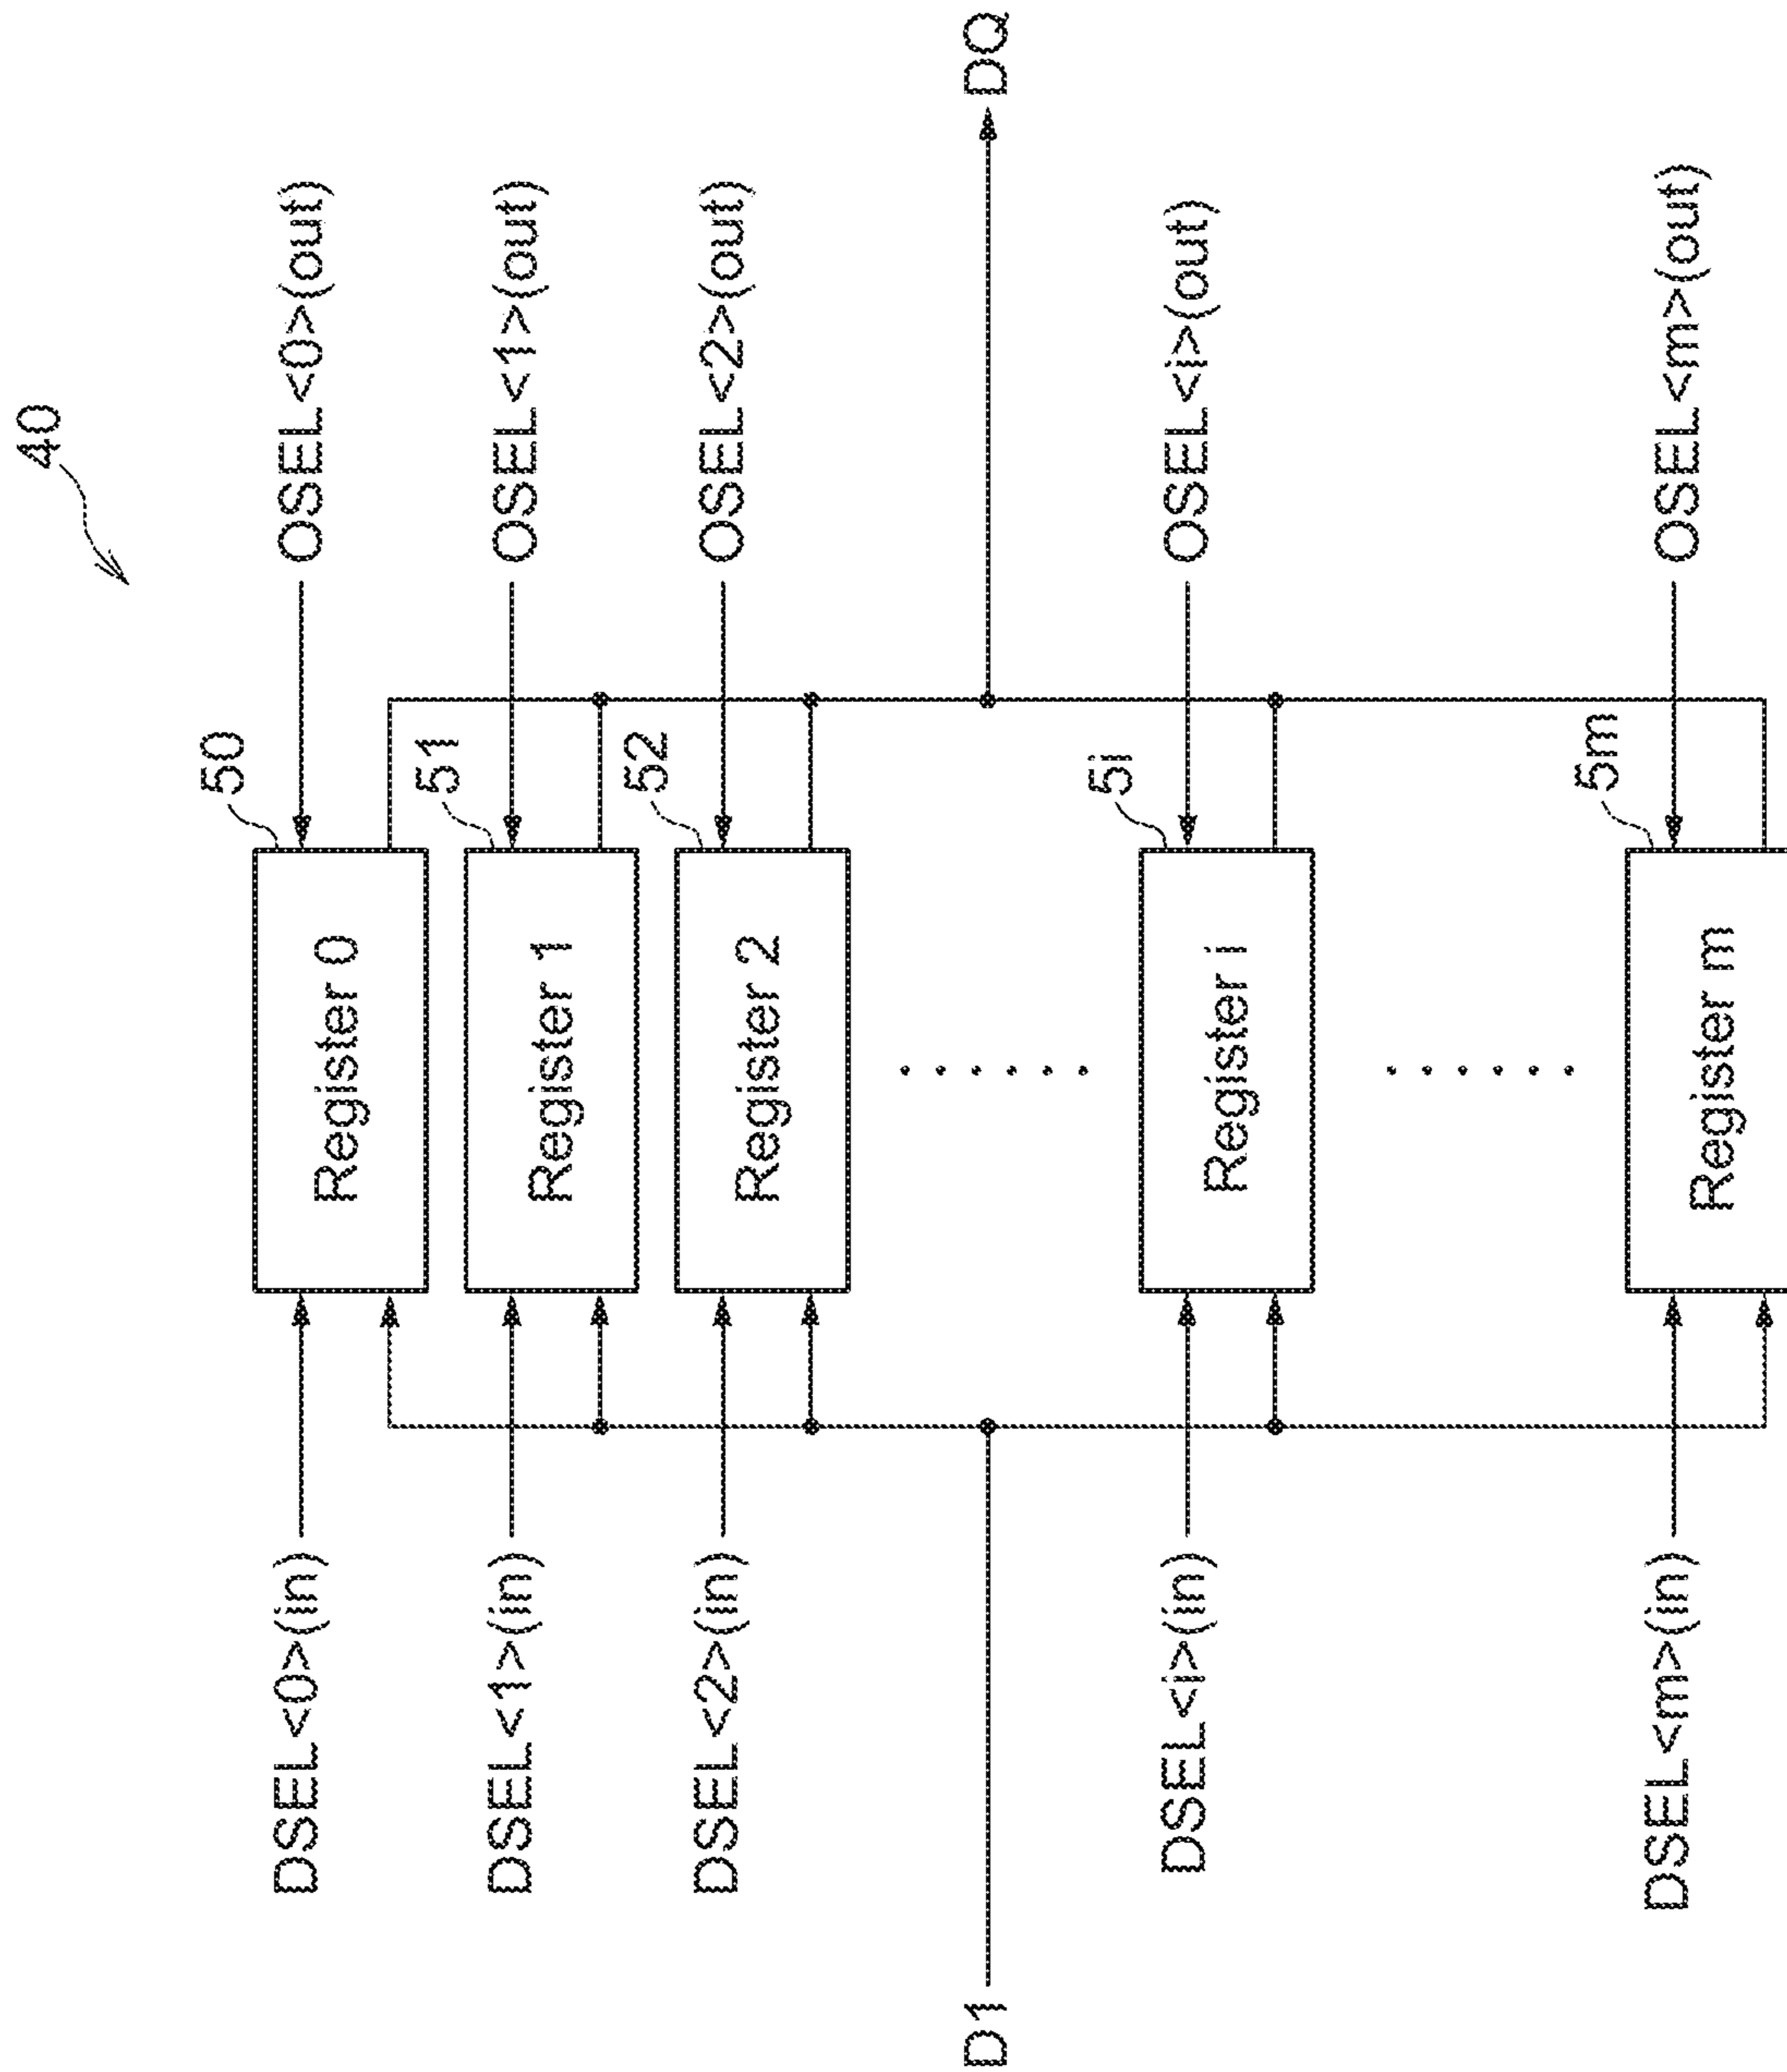 40
DSEL<0>(in)
50
Register 0
OSEL<0>(out)
DSEL<1>(in)
51
Register 1
OSEL<1>(out)
DSEL<2>(in)
52
Register 2
OSEL<2>(out)
D1
DQ
DSEL<i>(in)
5i
Register i
OSEL<i>(out)
DSEL<m>(in)
5m
Register m
OSEL<m>(out)